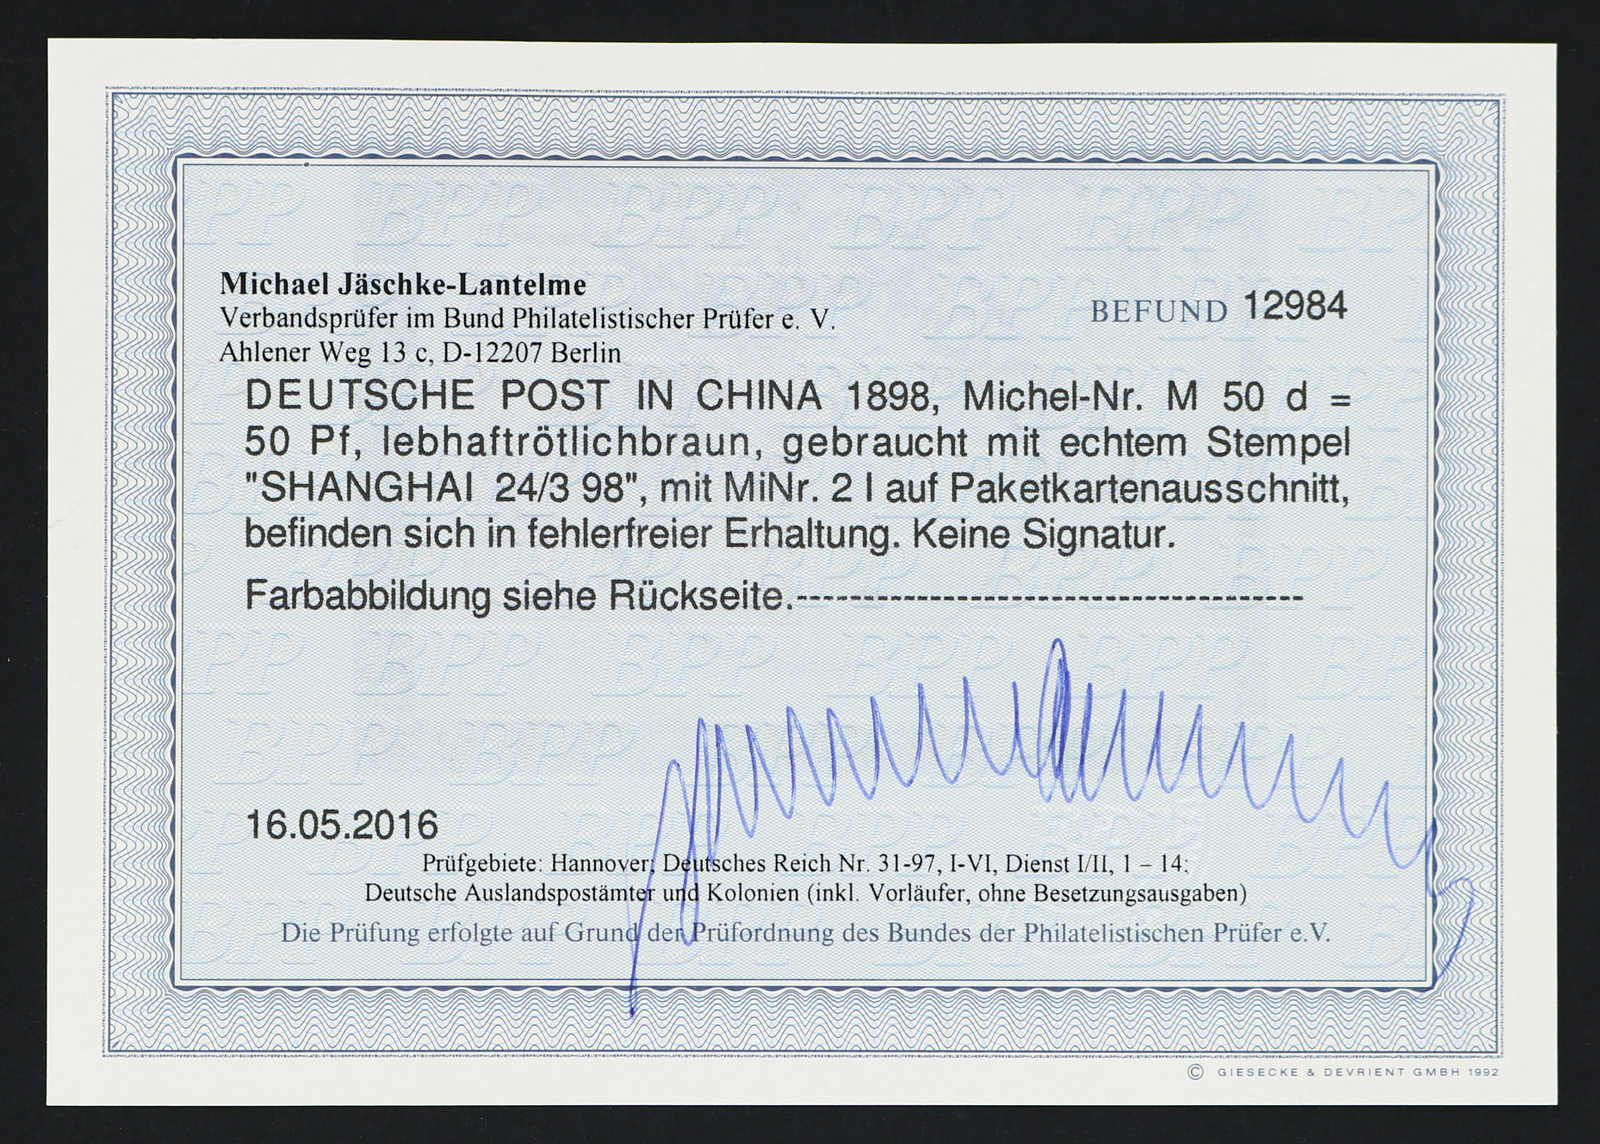 Michael Jäschke-Lantelme
Verbandsprüfer im Bund Philatelistischer Prüfer e. V.
Ahlener Weg 13 c, D-12207 Berlin
BEFUND 12984
DEUTSCHE POST IN CHINA 1898, Michel-Nr. M 50 d =
50 Pf, lebhaftrötlichbraun, gebraucht mit echtem Stempel
"SHANGHAI 24/3 98", mit MiNr. 2 I auf Paketkartenausschnitt,
befinden sich in fehlerfreier Erhaltung. Keine Signatur.
Farbabbildung siehe Rückseite.--------------------------------------
16.05.2016
Prüfgebiete: Hannover; Deutsches Reich Nr. 31-97, I-VI, Dienst I/II, 1 – 14;
Deutsche Auslandspostämter und Kolonien (inkl. Vorläufer, ohne Besetzungsausgaben)
Die Prüfung erfolgte auf Grund der Prüfordnung des Bundes der Philatelistischen Prüfer e.V.
© GIESECKE & DEVRIENT GMBH 1992